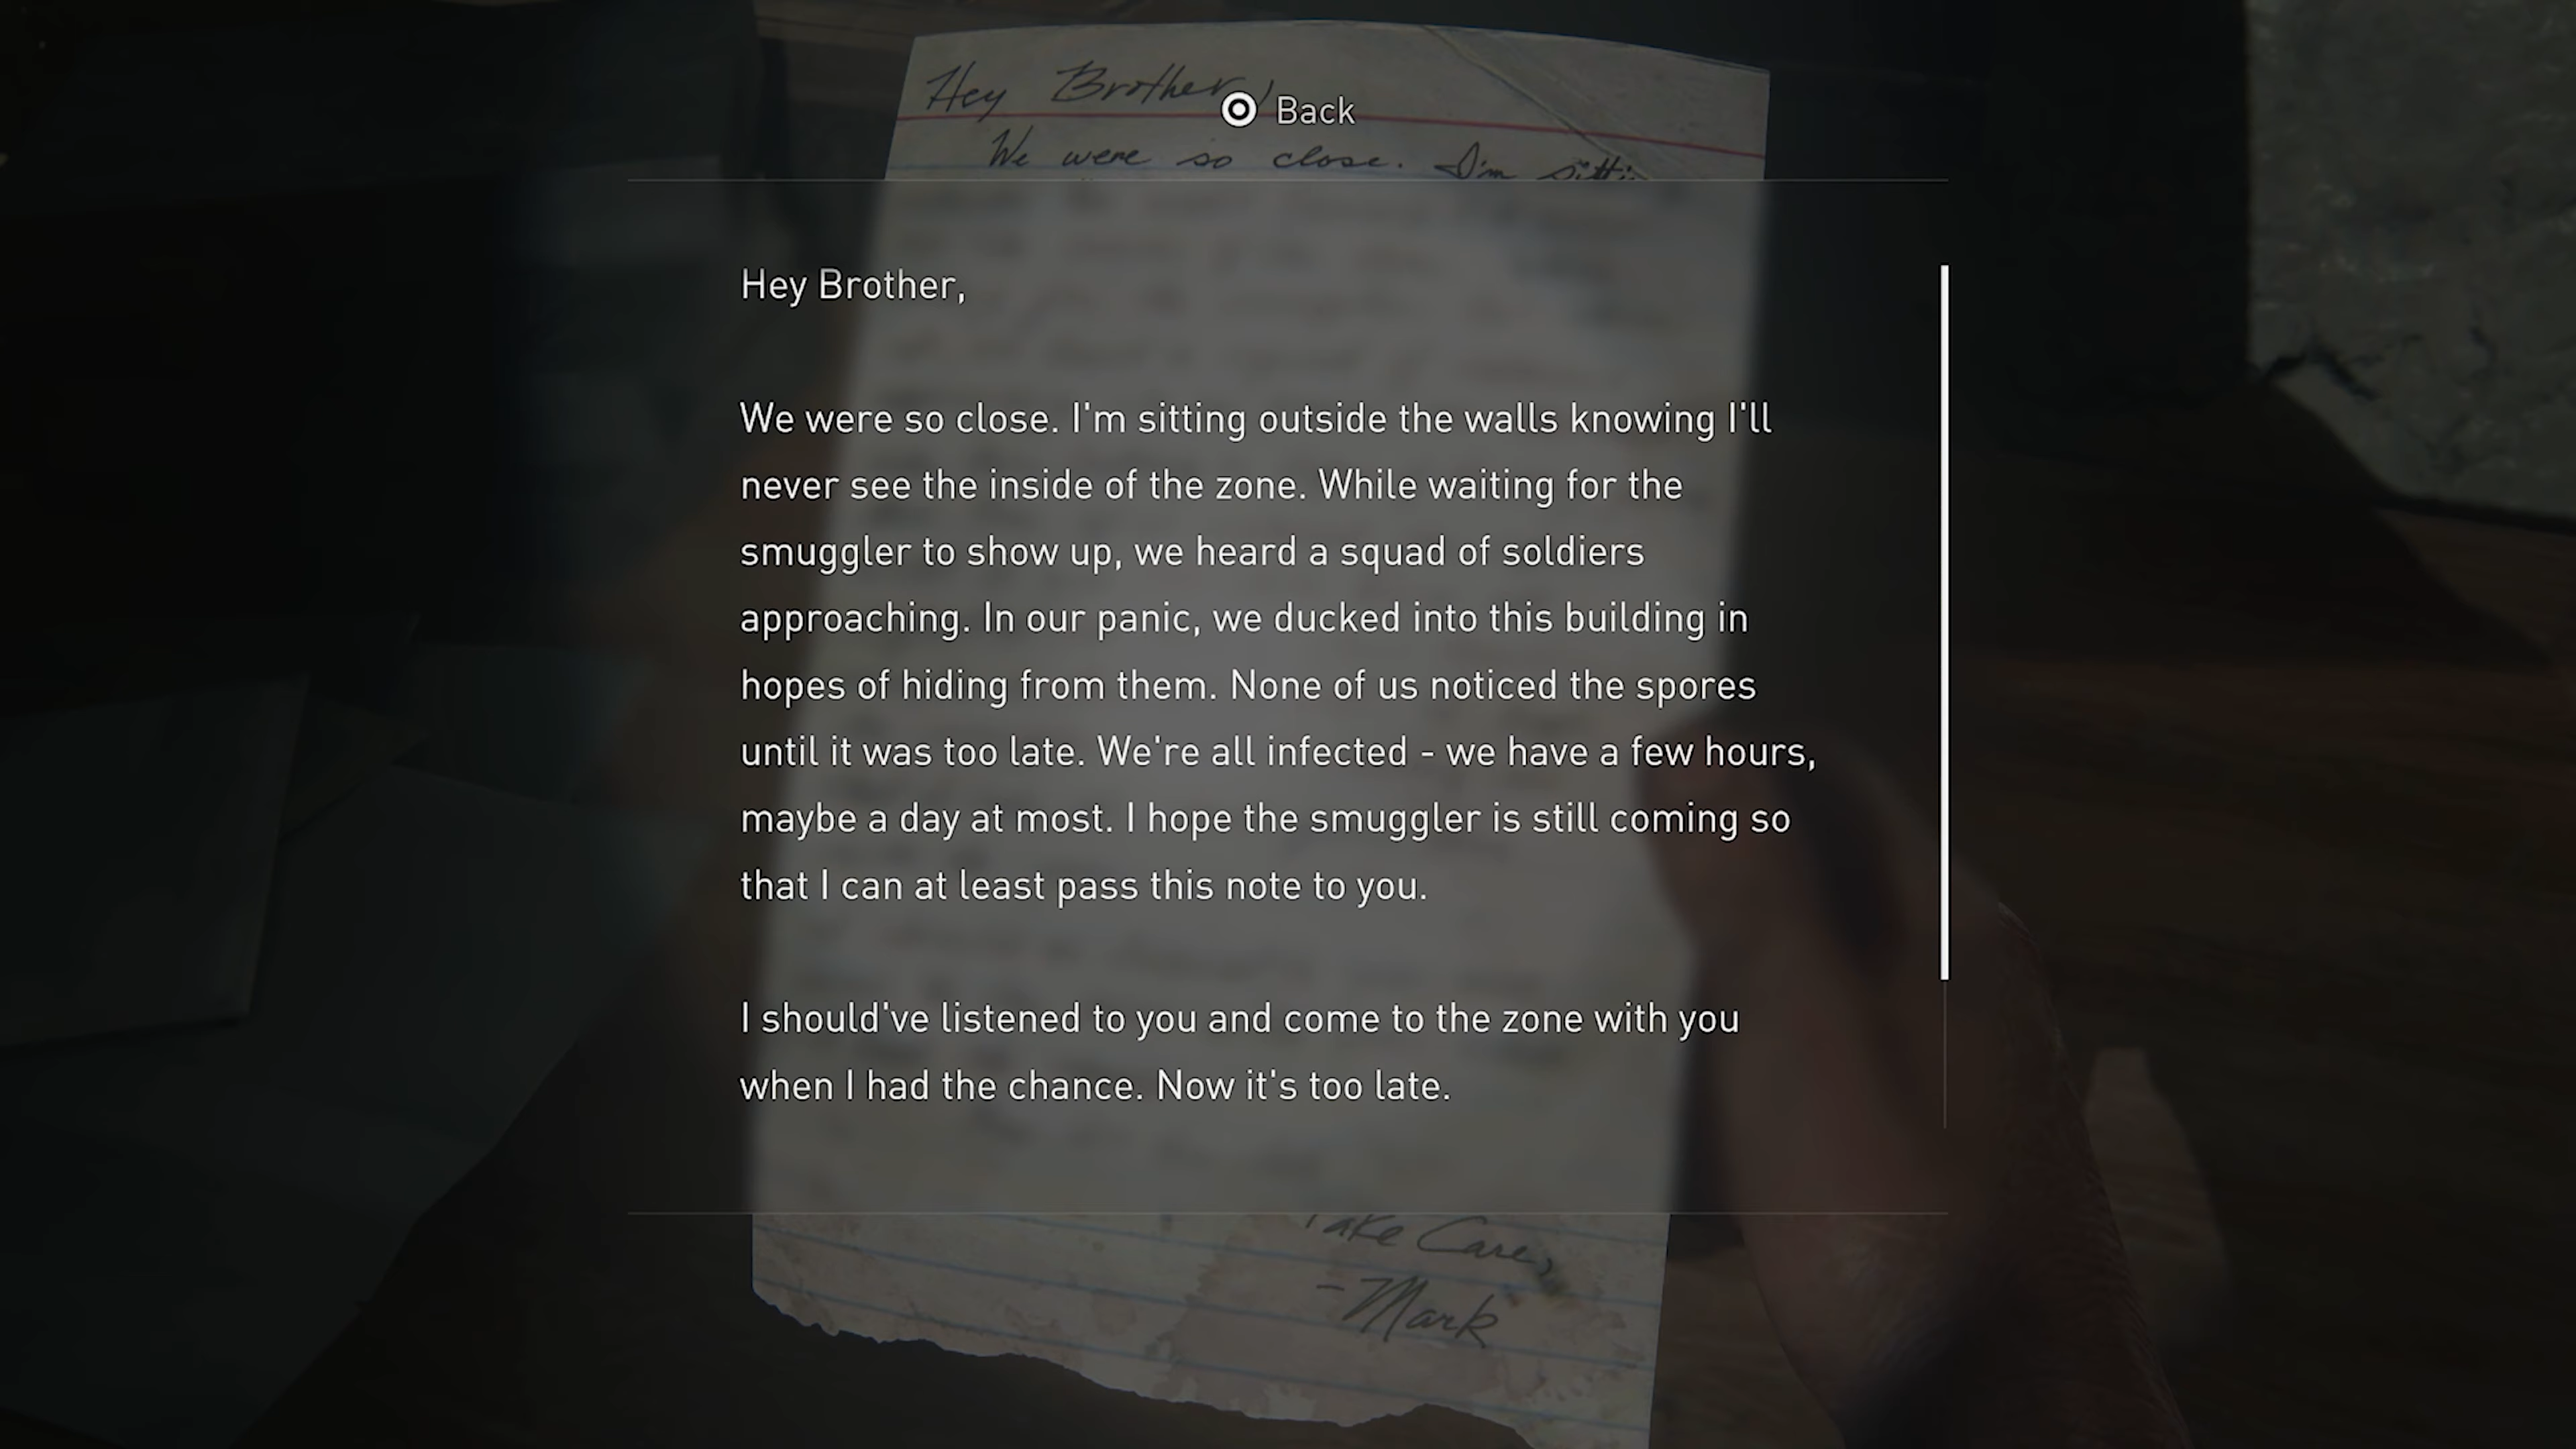 Hey Brother,
Back
We were so close. I'm sitti
Hey Brother,
We were so close. I'm sitting outside the walls knowing I'll
never see the inside of the zone. While waiting for the
smuggler to show up, we heard a squad of soldiers
approaching. In our panic, we ducked into this building in
hopes of hiding from them. None of us noticed the spores
until it was too late. We're all infected - we have a few hours,
maybe a day at most. I hope the smuggler is still coming so
that I can at least pass this note to you.
I should've listened to you and come to the zone with you
when I had the chance. Now it's too late.
Take Care,
-Mark